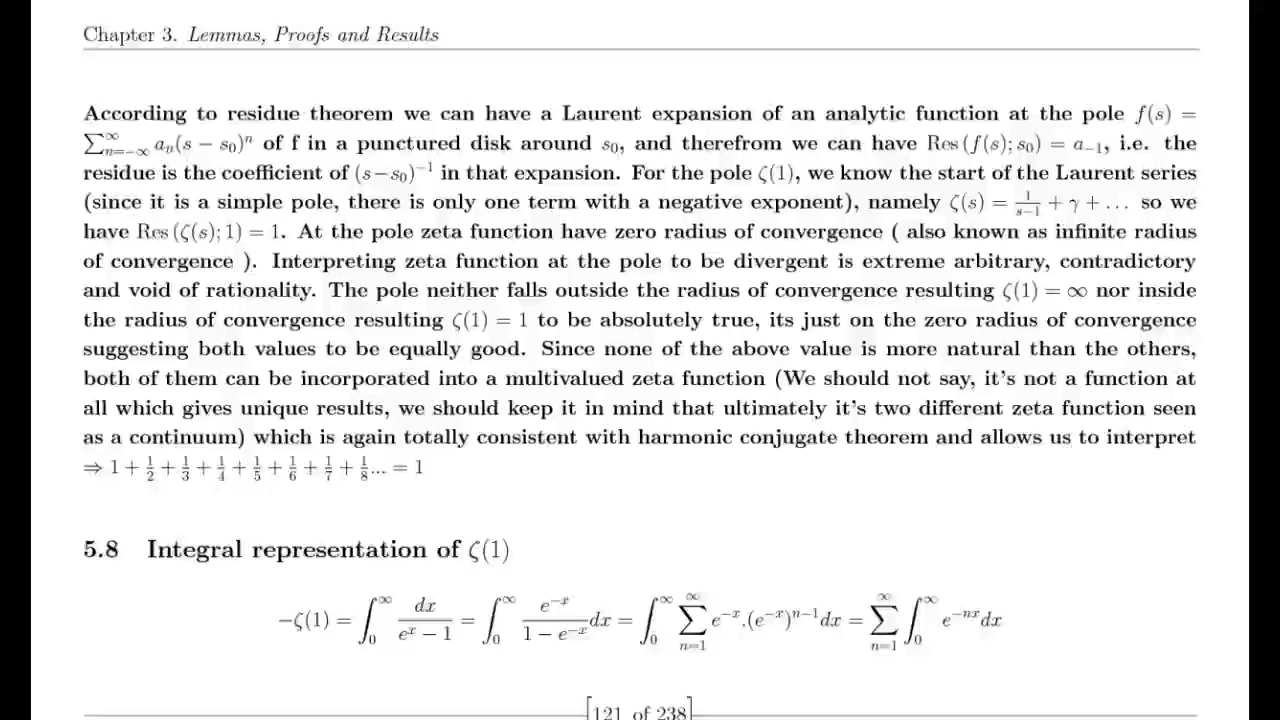 Chapter 3. Lemmas, Proofs and Results
According to residue theorem we can have a Laurent expansion of an analytic function at the pole f(s) =
∑_{n=−∞}^{∞} a_n(s − s_0)^n of f in a punctured disk around s_0, and therefrom we can have Res (f(s); s_0) = a_{−1}, i.e. the
residue is the coefficient of (s−s_0)^{−1} in that expansion. For the pole ζ(1), we know the start of the Laurent series
(since it is a simple pole, there is only one term with a negative exponent), namely ζ(s) = 1/(s−1) + γ + . . . so we
have Res (ζ(s); 1) = 1. At the pole zeta function have zero radius of convergence ( also known as infinite radius
of convergence ). Interpreting zeta function at the pole to be divergent is extreme arbitrary, contradictory
and void of rationality. The pole neither falls outside the radius of convergence resulting ζ(1) = ∞ nor inside
the radius of convergence resulting ζ(1) = 1 to be absolutely true, its just on the zero radius of convergence
suggesting both values to be equally good. Since none of the above value is more natural than the others,
both of them can be incorporated into a multivalued zeta function (We should not say, it's not a function at
all which gives unique results, we should keep it in mind that ultimately it's two different zeta function seen
as a continuum) which is again totally consistent with harmonic conjugate theorem and allows us to interpret
⇒ 1 + 1/2 + 1/3 + 1/4 + 1/5 + 1/6 + 1/7 + 1/8... = 1
5.8 Integral representation of ζ(1)
−ζ(1) = ∫_0^∞ dx/(e^x − 1) = ∫_0^∞ e^{−x}/(1 − e^{−x}) dx = ∫_0^∞ ∑_{n=1}^∞ e^{−x}.(e^{−x})^{n−1} dx = ∑_{n=1}^∞ ∫_0^∞ e^{−nx} dx
[121 of 238]